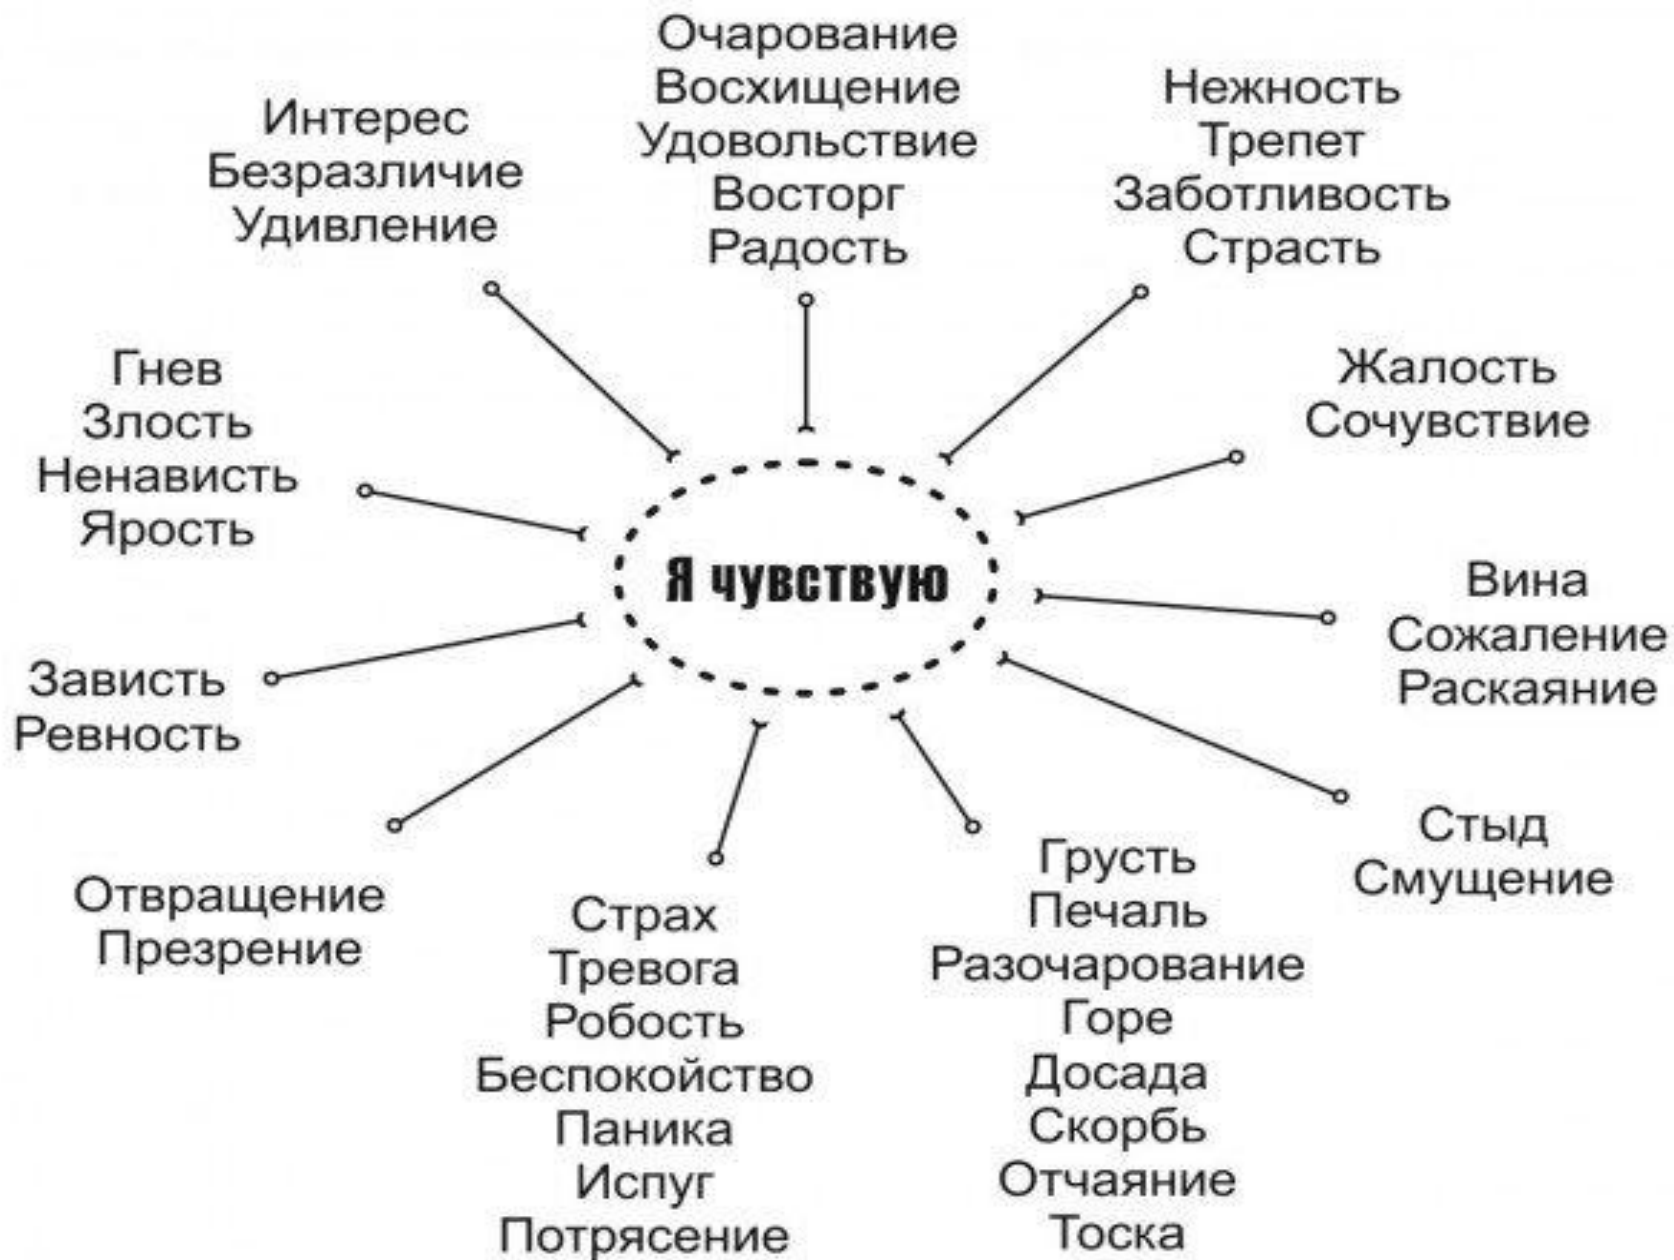 Очарование
Восхищение
Удовольствие
Восторг
Радость
Интерес
Безразличие
Удивление
Нежность
Трепет
Заботливость
Страсть
Гнев
Злость
Ненависть
Ярость
Жалость
Сочувствие
Я чувствую
Вина
Сожаление
Раскаяние
Зависть
Ревность
Стыд
Смущение
Отвращение
Презрение
Страх
Тревога
Робость
Беспокойство
Паника
Испуг
Потрясение
Грусть
Печаль
Разочарование
Горе
Досада
Скорбь
Отчаяние
Тоска